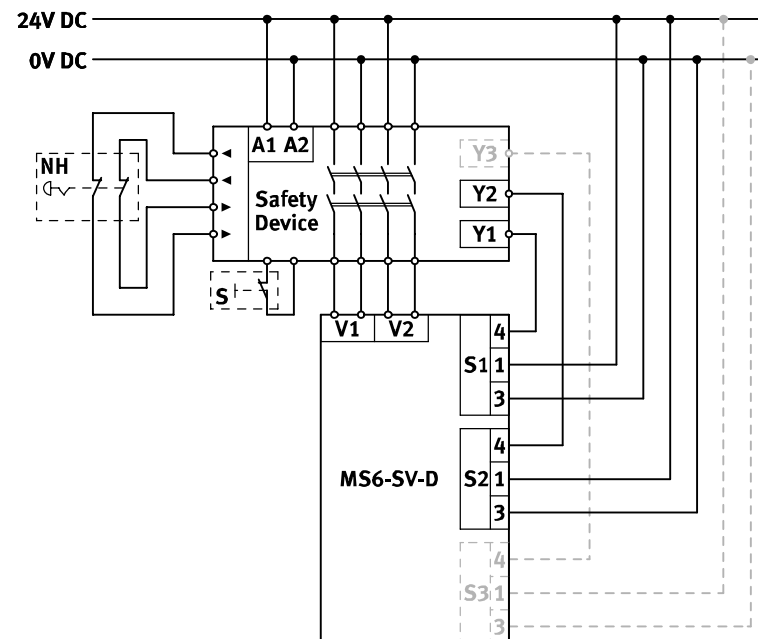 24V DC
0V DC
NH
A1 A2
Safety
Device
Y3
Y2
Y1
S
V1 V2
4
S1 1
3
4
MS6-SV-D S2 1
3
4
S3 1
3